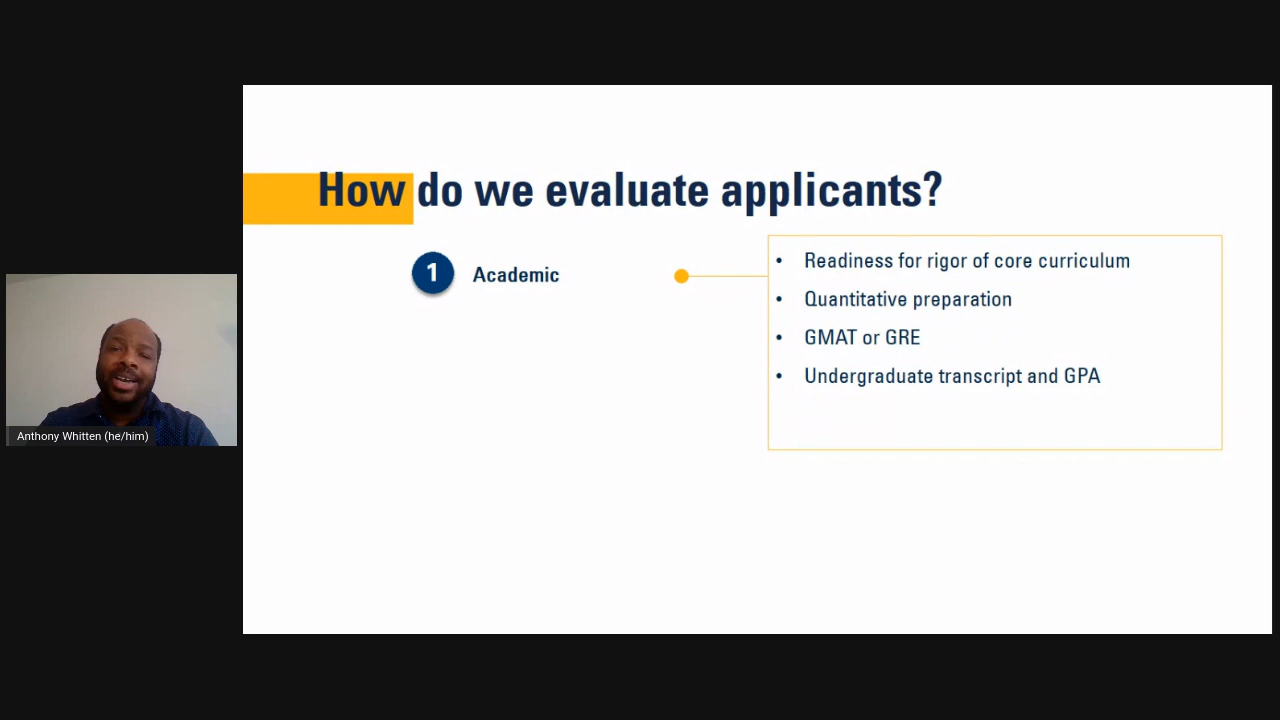 How do we evaluate applicants?
1 Academic
• Readiness for rigor of core curriculum
• Quantitative preparation
• GMAT or GRE
• Undergraduate transcript and GPA
Anthony Whitten (he/him)